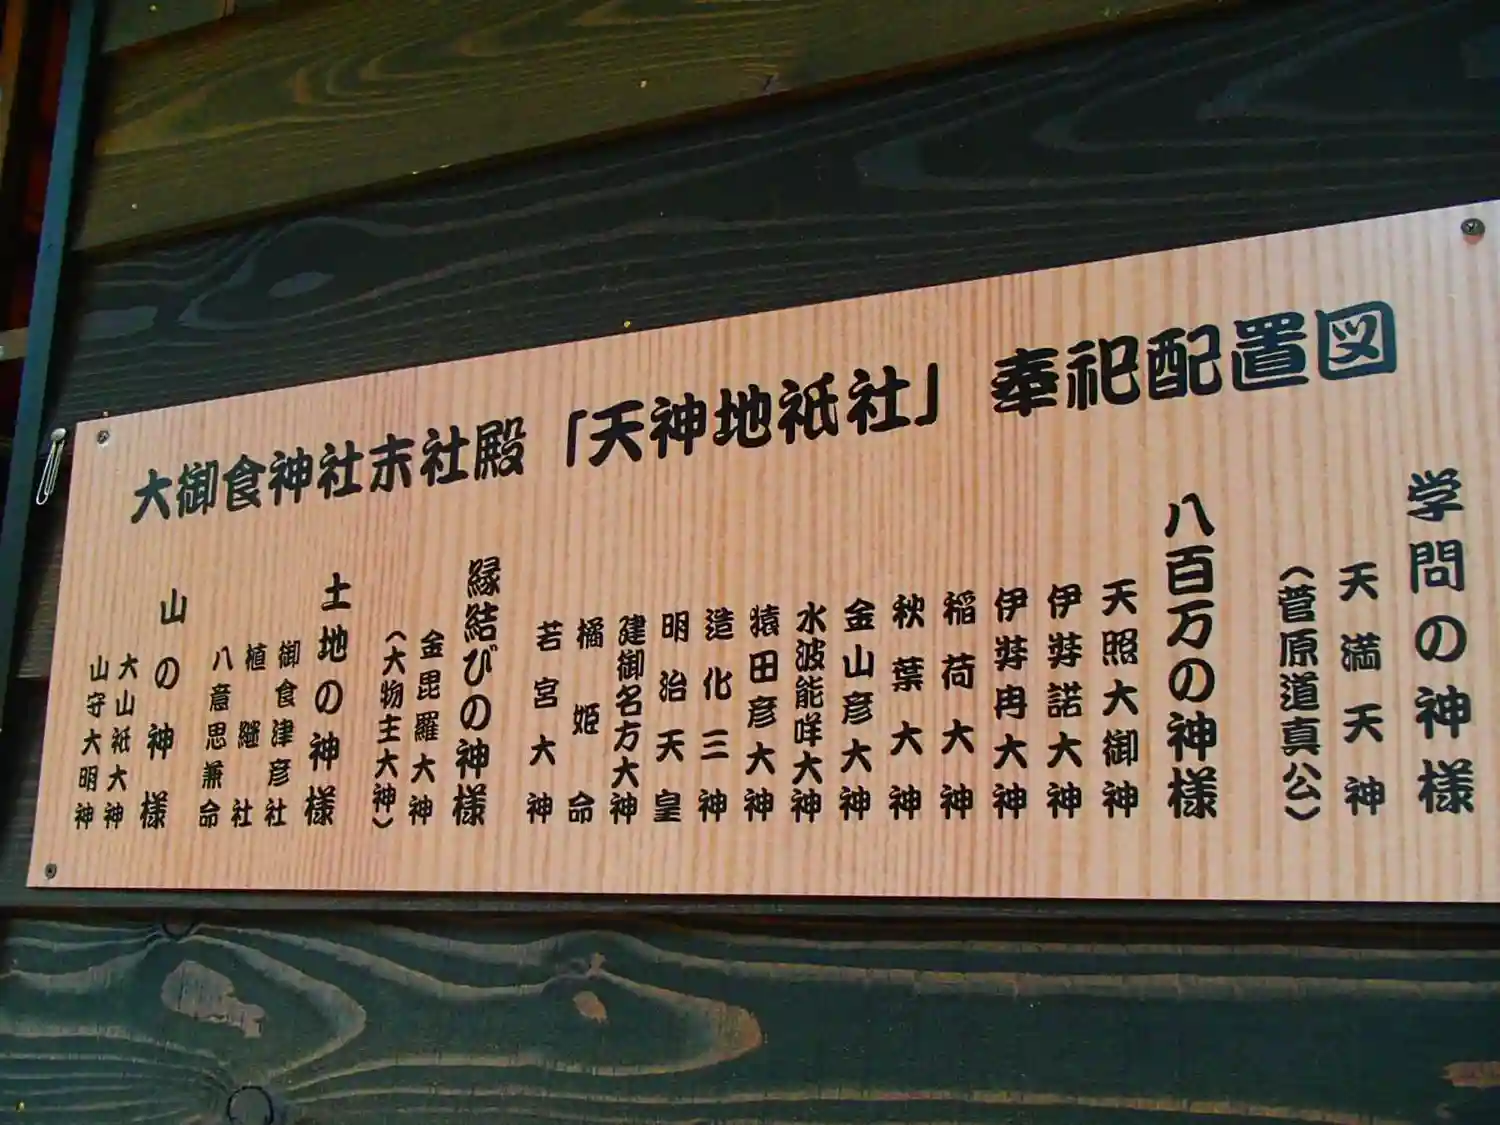 大御食神社末社殿「天神地祇社」奉祀配置図
学問の神様
天満天神
(菅原道真公)
八百万の神様
天照大御神
伊弉諾大神
伊弉冉大神
稲荷大神
秋葉大神
金山彦大神
水波能咩大神
猿田彦大神
造化三神
明治天皇
建御名方大神
橘姫命
若宮大神
縁結びの神様
金毘羅大神
(大物主大神)
土地の神様
御食津彦社
植継社
八意思兼命
山の神様
大山祇大神
山守大明神